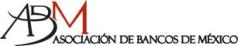 ABM
ASOCIACIÓN DE BANCOS DE MÉXICO